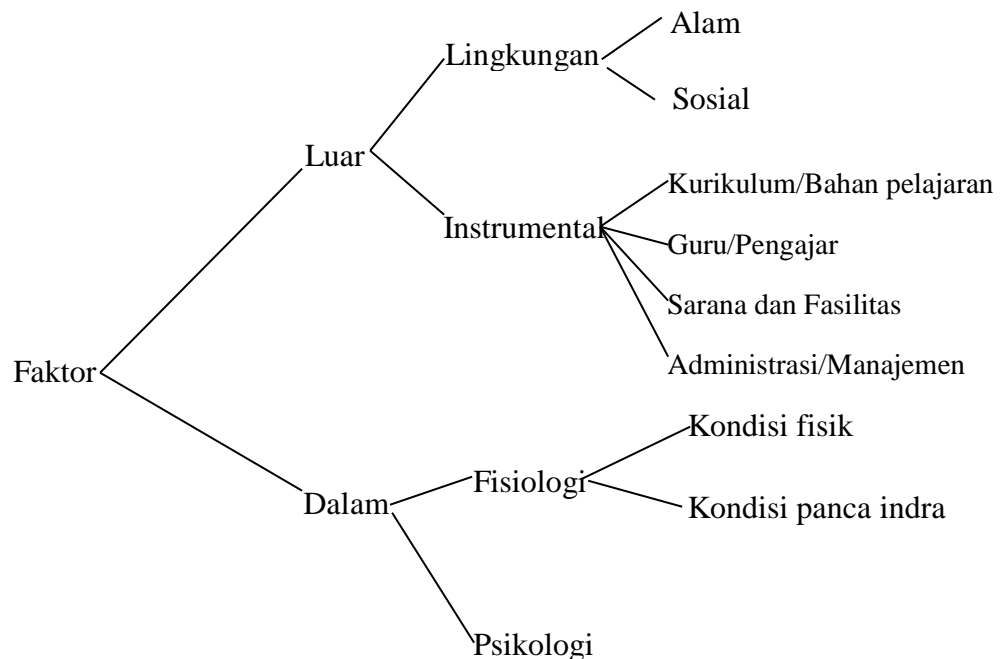 Alam
Lingkungan
Sosial
Luar
Kurikulum/Bahan pelajaran
Instrumental
Guru/Pengajar
Sarana dan Fasilitas
Administrasi/Manajemen
Faktor
Kondisi fisik
Fisiologi
Dalam
Kondisi panca indra
Psikologi